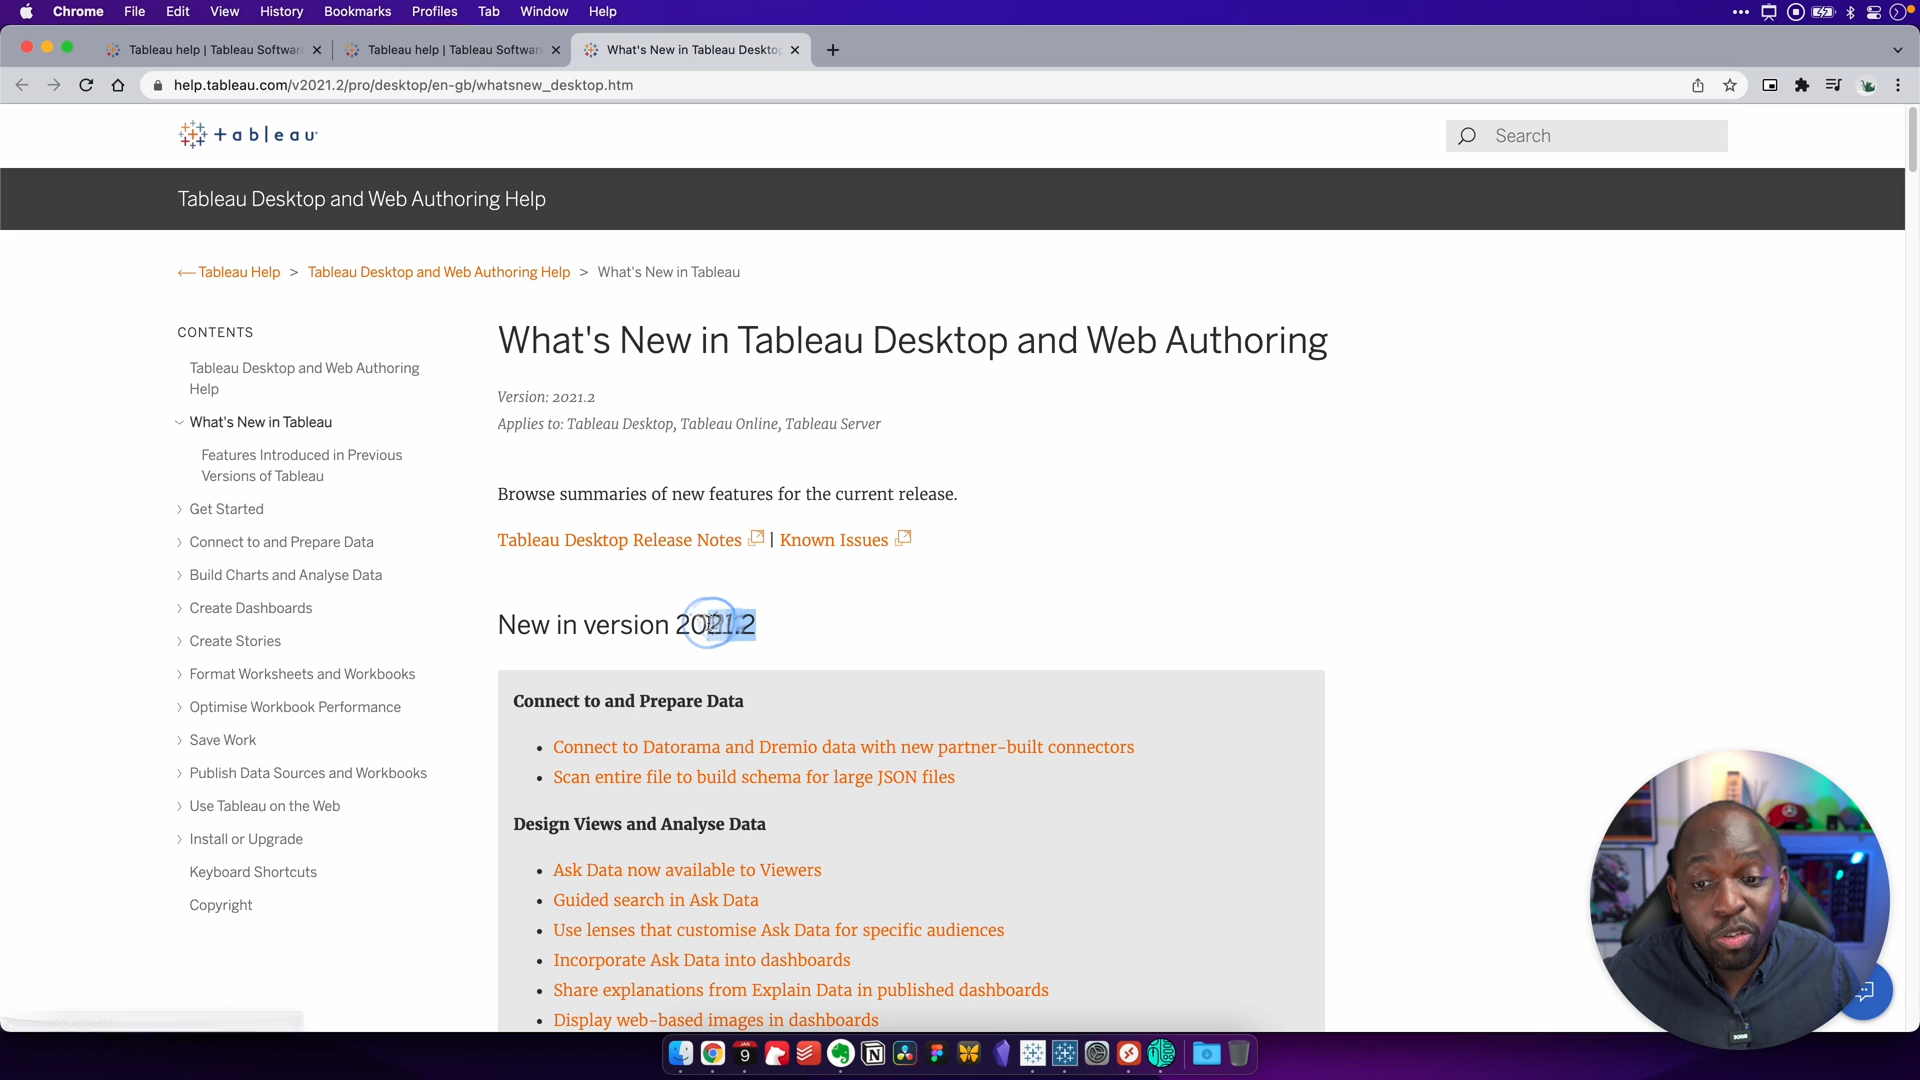 Chrome File Edit View History Bookmarks Profiles Tab Window Help
Tableau help | Tableau Softwar
Tableau help | Tableau Softwar
What's New in Tableau Deskto
help.tableau.com/v2021.2/pro/desktop/en-gb/whatsnew_desktop.htm
+ableau
Search
Tableau Desktop and Web Authoring Help
Tableau Help > Tableau Desktop and Web Authoring Help > What's New in Tableau
CONTENTS
Tableau Desktop and Web Authoring
Help
What's New in Tableau
Features Introduced in Previous
Versions of Tableau
Get Started
Connect to and Prepare Data
Build Charts and Analyse Data
Create Dashboards
Create Stories
Format Worksheets and Workbooks
Optimise Workbook Performance
Save Work
Publish Data Sources and Workbooks
Use Tableau on the Web
Install or Upgrade
Keyboard Shortcuts
Copyright
What's New in Tableau Desktop and Web Authoring
Version: 2021.2
Applies to: Tableau Desktop, Tableau Online, Tableau Server
Browse summaries of new features for the current release.
Tableau Desktop Release Notes | Known Issues
New in version 2021.2
Connect to and Prepare Data
• Connect to Datorama and Dremio data with new partner-built connectors
• Scan entire file to build schema for large JSON files
Design Views and Analyse Data
• Ask Data now available to Viewers
• Guided search in Ask Data
• Use lenses that customise Ask Data for specific audiences
• Incorporate Ask Data into dashboards
• Share explanations from Explain Data in published dashboards
• Display web-based images in dashboards
JAN
9